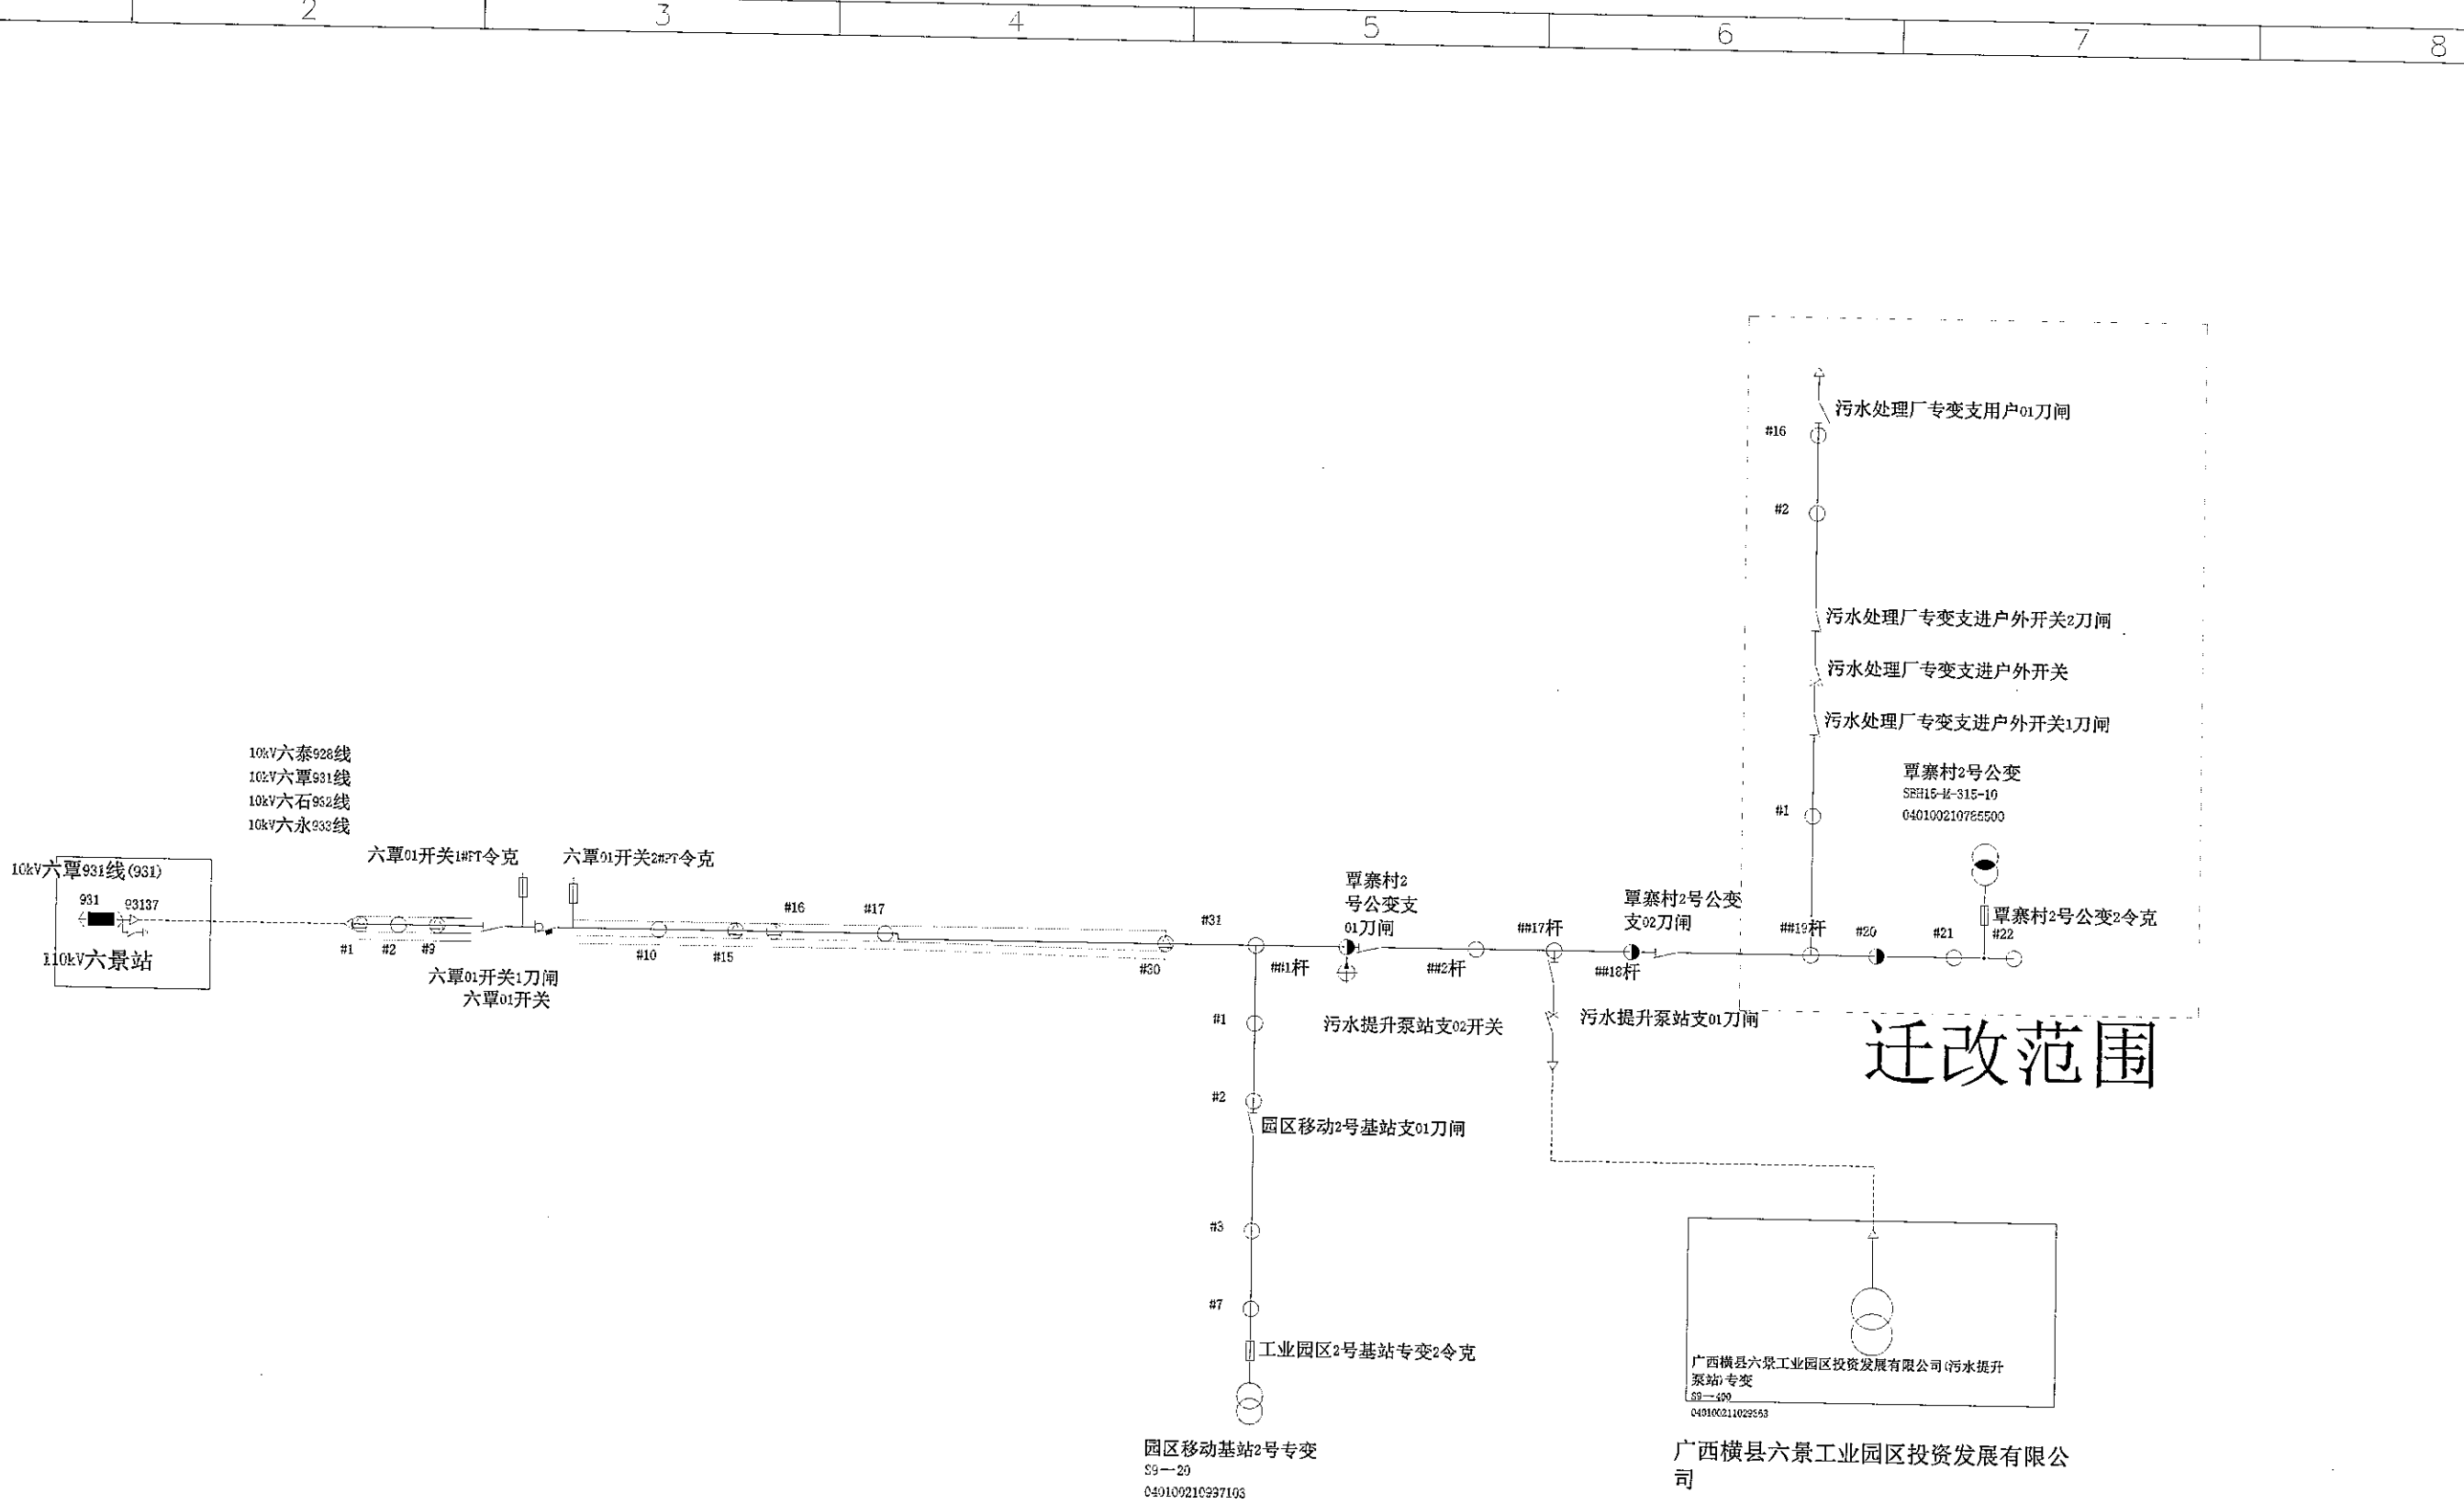 2
3
4
5
6
7
8
污水处理厂专变支用户01刀闸
#16
#2
污水处理厂专变支进户外开关2刀闸
污水处理厂专变支进户外开关
污水处理厂专变支进户外开关1刀闸
#1
覃寨村2号公变
SBH15-M-315-10
040100210785500
覃寨村2号公变2令克
##19杆
#20
#21
#22
迁改范围
10kV六泰928线
10kV六覃931线
10kV六石932线
10kV六永933线
10kV六覃931线(931)
931
93137
110kV六景站
六覃01开关1#PT令克
六覃01开关2#PT令克
#1
#2
#9
六覃01开关1刀闸
六覃01开关
#10
#15
#16
#17
#30
#31
##1杆
覃寨村2
号公变支
01刀闸
##2杆
##17杆
##18杆
覃寨村2号公变
支02刀闸
污水提升泵站支02开关
污水提升泵站支01刀闸
#1
#2
园区移动2号基站支01刀闸
#3
#7
工业园区2号基站专变2令克
园区移动基站2号专变
S9--20
040100210997103
广西横县六景工业园区投资发展有限公司(污水提升
泵站)专变
S9--400
040100211029563
广西横县六景工业园区投资发展有限公
司